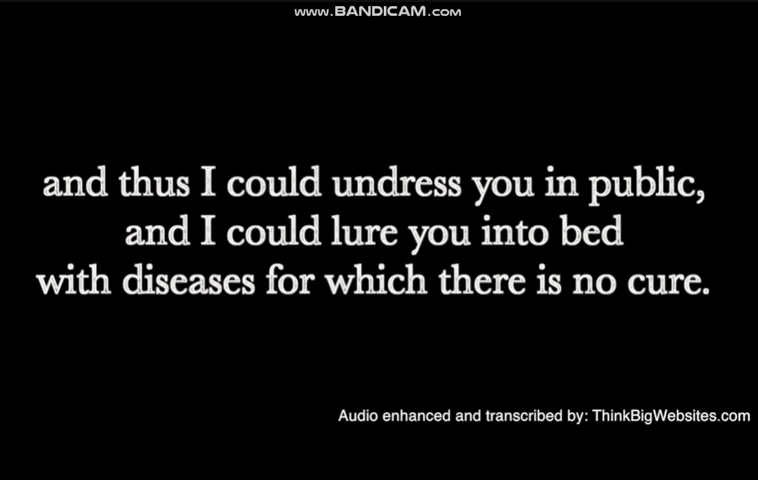 www.BANDICAM.com
and thus I could undress you in public,
and I could lure you into bed
with diseases for which there is no cure.
Audio enhanced and transcribed by: ThinkBigWebsites.com